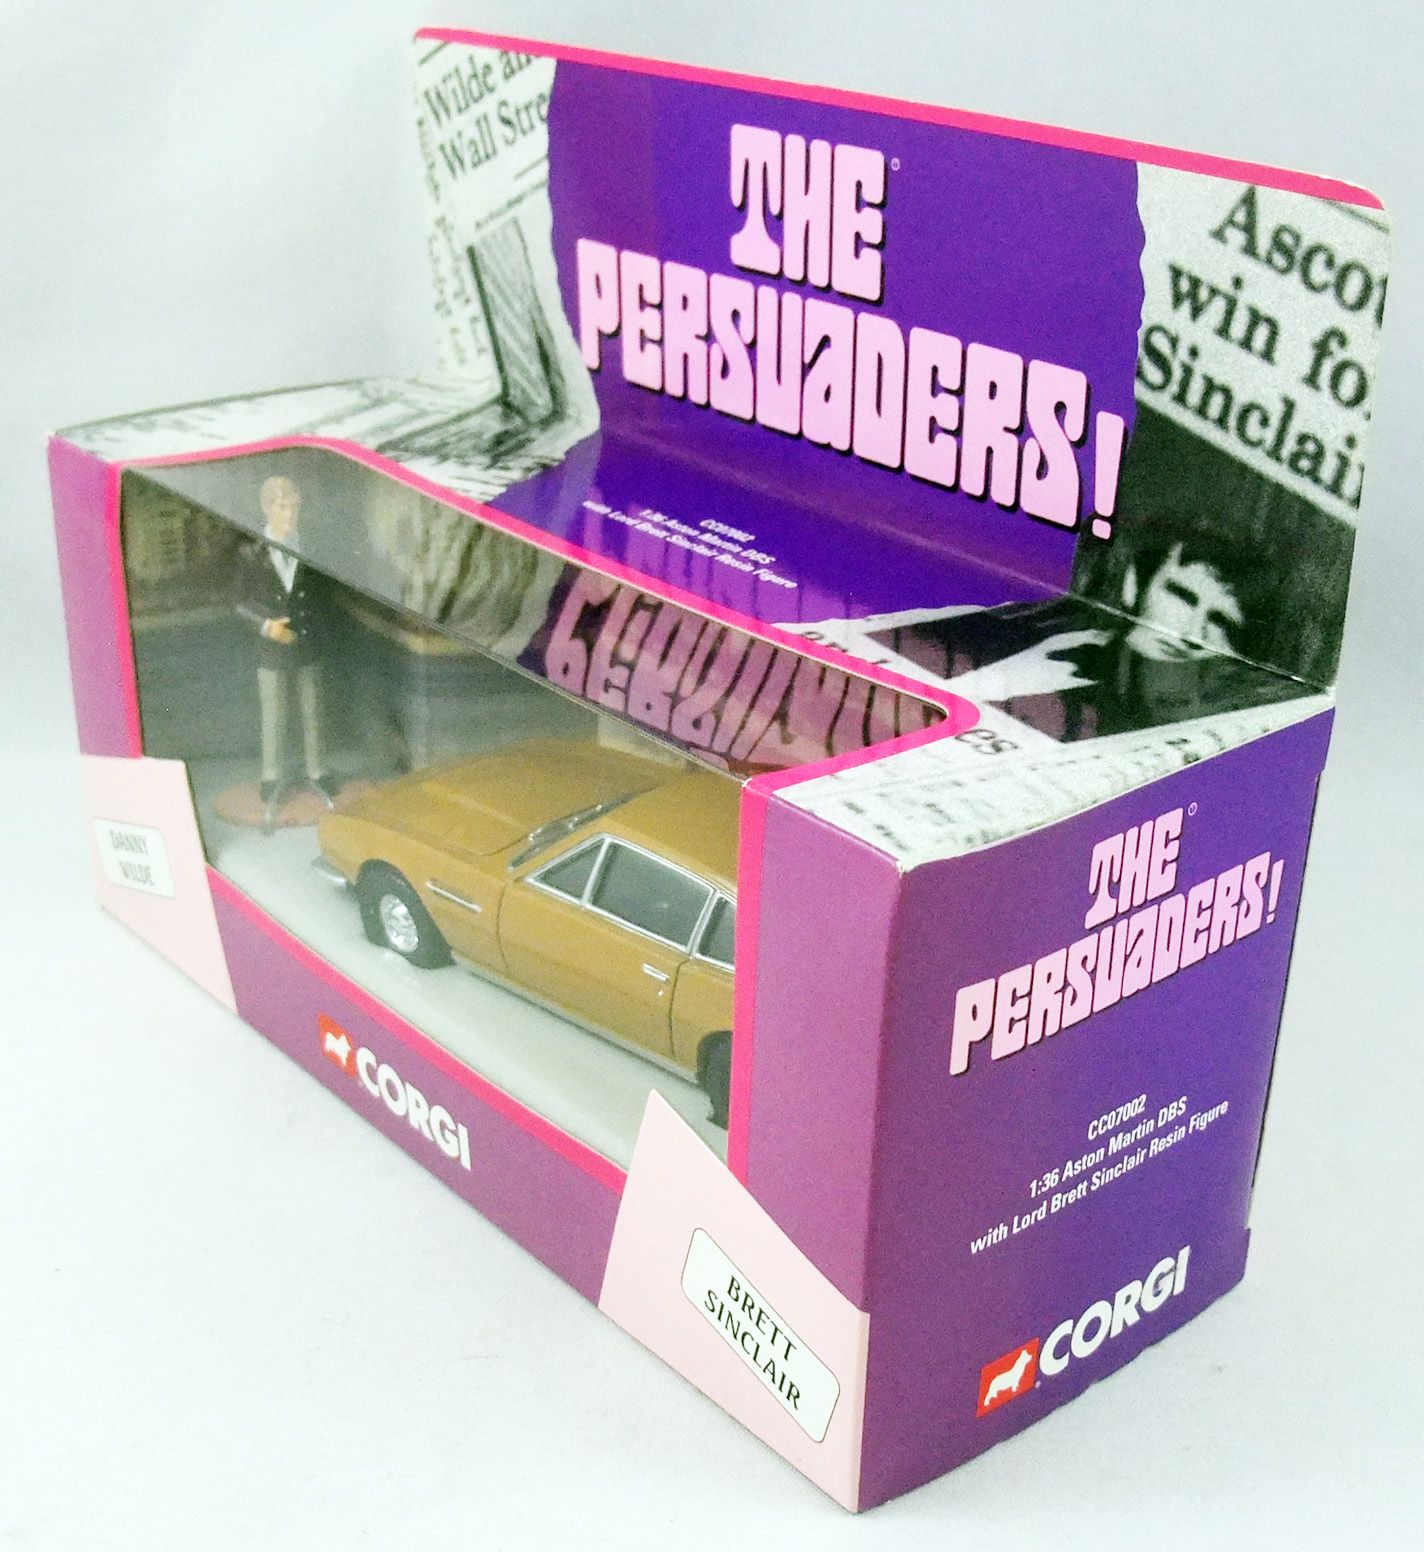 Wilde an
Wall Stre
THE
PERSUADERS!
Ascot
win fo
Sinclair
CC07002
1:36 Aston Martin DBS
with Lord Brett Sinclair Resin Figure
DANNY
WILDE
CORGI
BRETT
SINCLAIR
THE
PERSUADERS!
CC07002
1:36 Aston Martin DBS
with Lord Brett Sinclair Resin Figure
CORGI